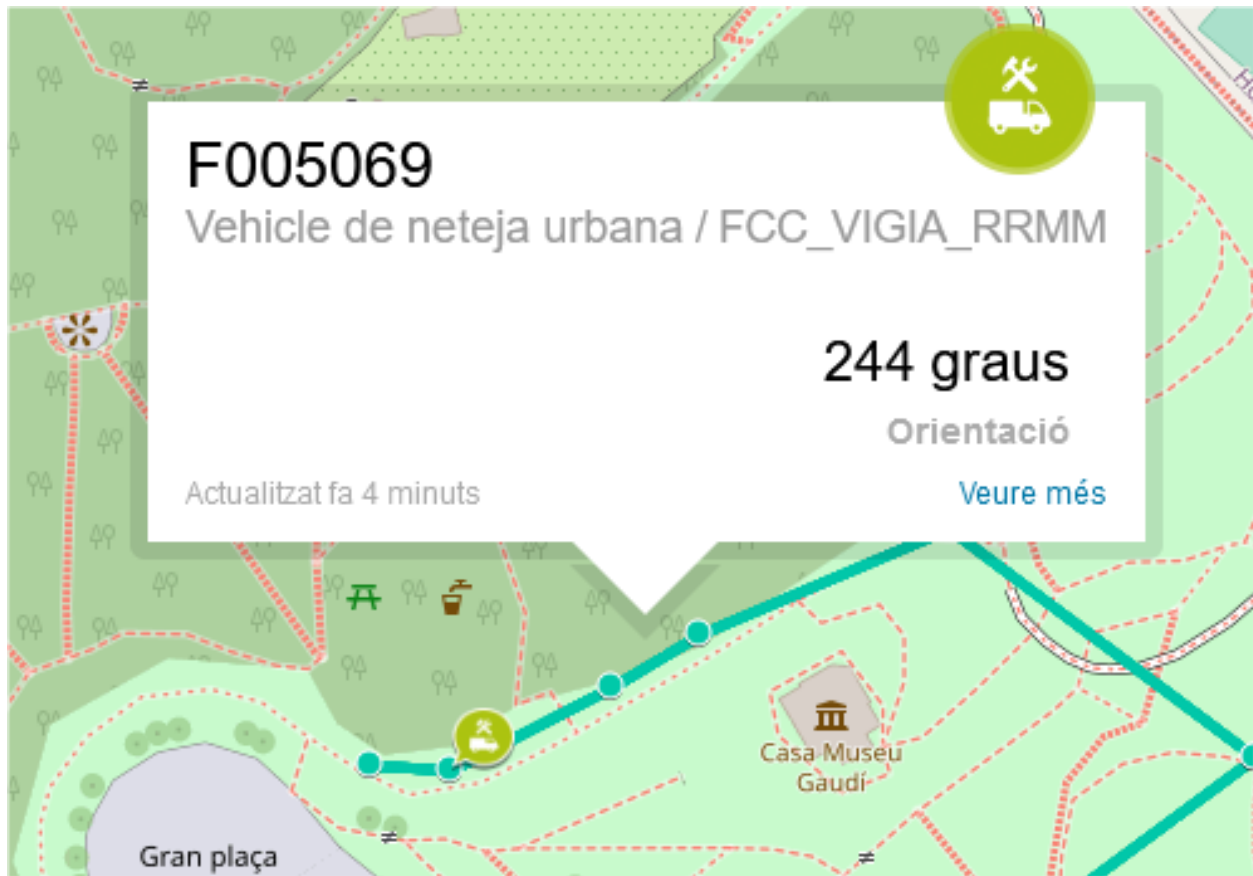 F005069
Vehicle de neteja urbana / FCC_VIGIA_RRMM
244 graus
Orientació
Actualitzat fa 4 minuts
Veure més
Casa Museu
Gaudí
Gran plaça